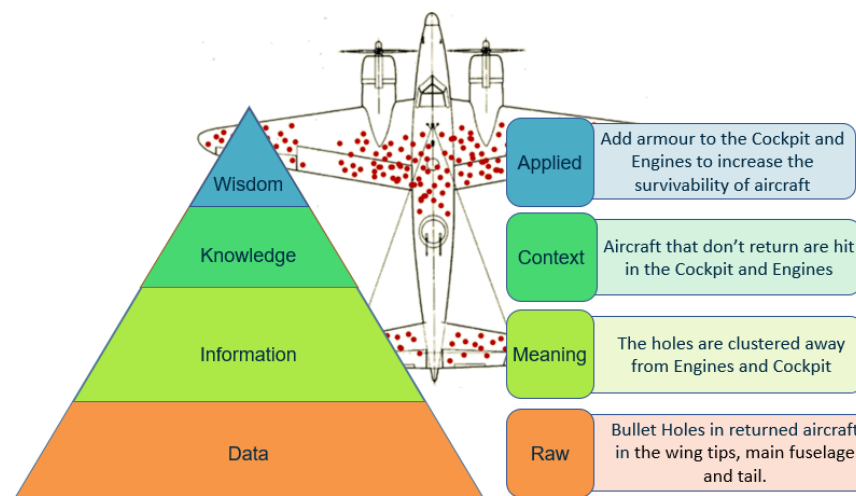 Wisdom
Applied
Add armour to the Cockpit and
Engines to increase the
survivability of aircraft
Knowledge
Context
Aircraft that don't return are hit
in the Cockpit and Engines
Information
Meaning
The holes are clustered away
from Engines and Cockpit
Data
Raw
Bullet Holes in returned aircraft
in the wing tips, main fuselage
and tail.